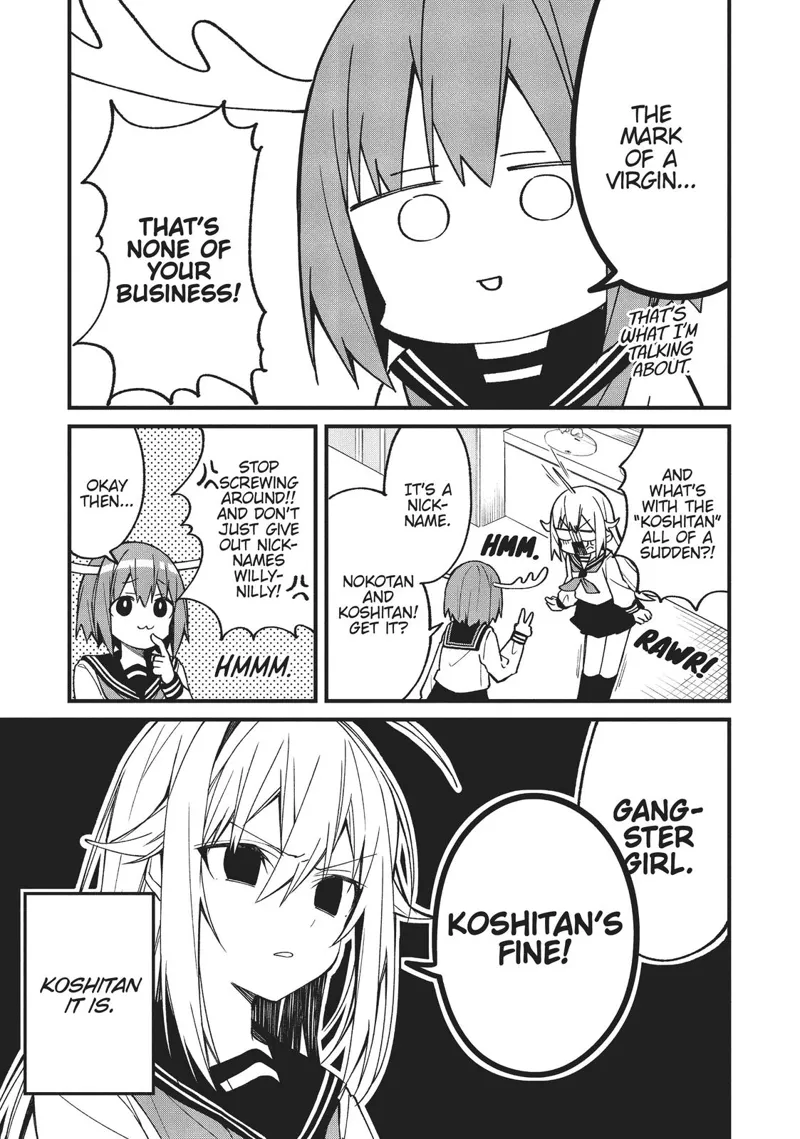 THE
MARK
OF A
VIRGIN...
THAT'S
WHAT I'M
TALKING
ABOUT.
THAT'S
NONE OF
YOUR
BUSINESS!
AND
WHAT'S
WITH THE
"KOSHITAN"
ALL OF A
SUDDEN?!
RAWR!
IT'S A
NICK-
NAME.
HMM.
NOKOTAN
AND
KOSHITAN!
GET IT?
STOP
SCREWING
AROUND!!
AND DON'T
JUST GIVE
OUT NICK-
NAMES
WILLY-
NILLY!
OKAY
THEN...
HMMM.
GANG-
STER
GIRL.
KOSHITAN'S
FINE!
KOSHITAN
IT IS.